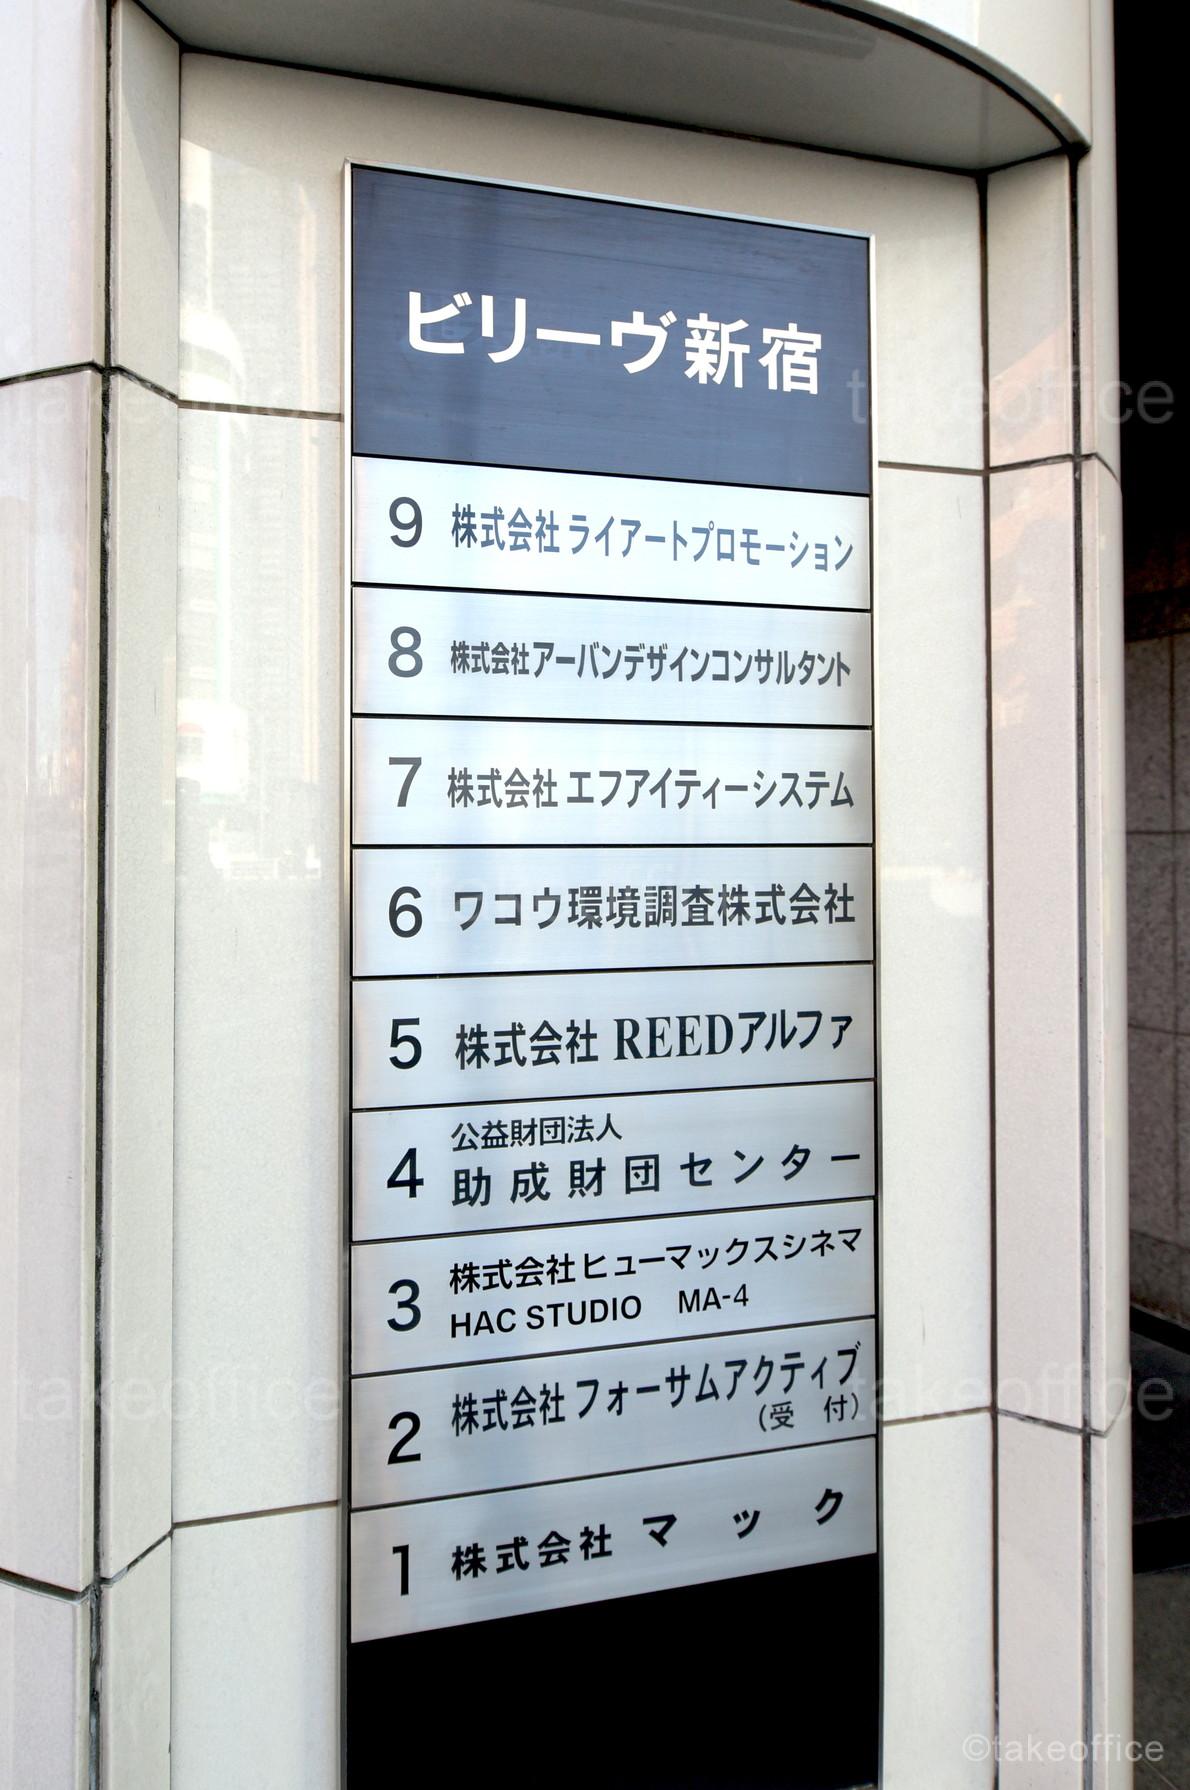 ビリーヴ新宿
9 株式会社 ライアートプロモーション
8 株式会社アーバンデザインコンサルタント
7 株式会社 エフアイティーシステム
6 ワコウ環境調査株式会社
5 株式会社 REEDアルファ
公益財団法人
4 助成財団センター
3 株式会社ヒューマックスシネマ
HAC STUDIO MA-4
2 株式会社 フォーサムアクティブ
(受 付)
1 株式会社 マック
takeoffice
takeoffice
takeoffice
takeoffice
©takeoffice